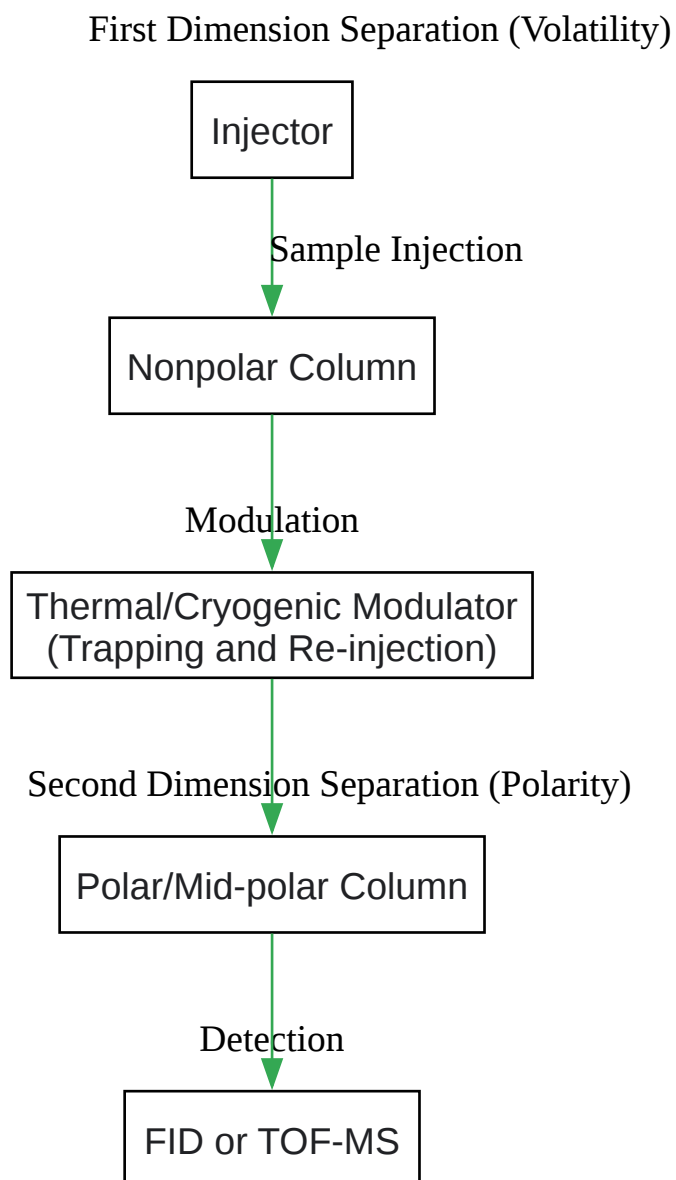 First Dimension Separation (Volatility)
Injector
Sample Injection
Nonpolar Column
Modulation
Thermal/Cryogenic Modulator
(Trapping and Re-injection)
Second Dimension Separation (Polarity)
Polar/Mid-polar Column
Detection
FID or TOF-MS